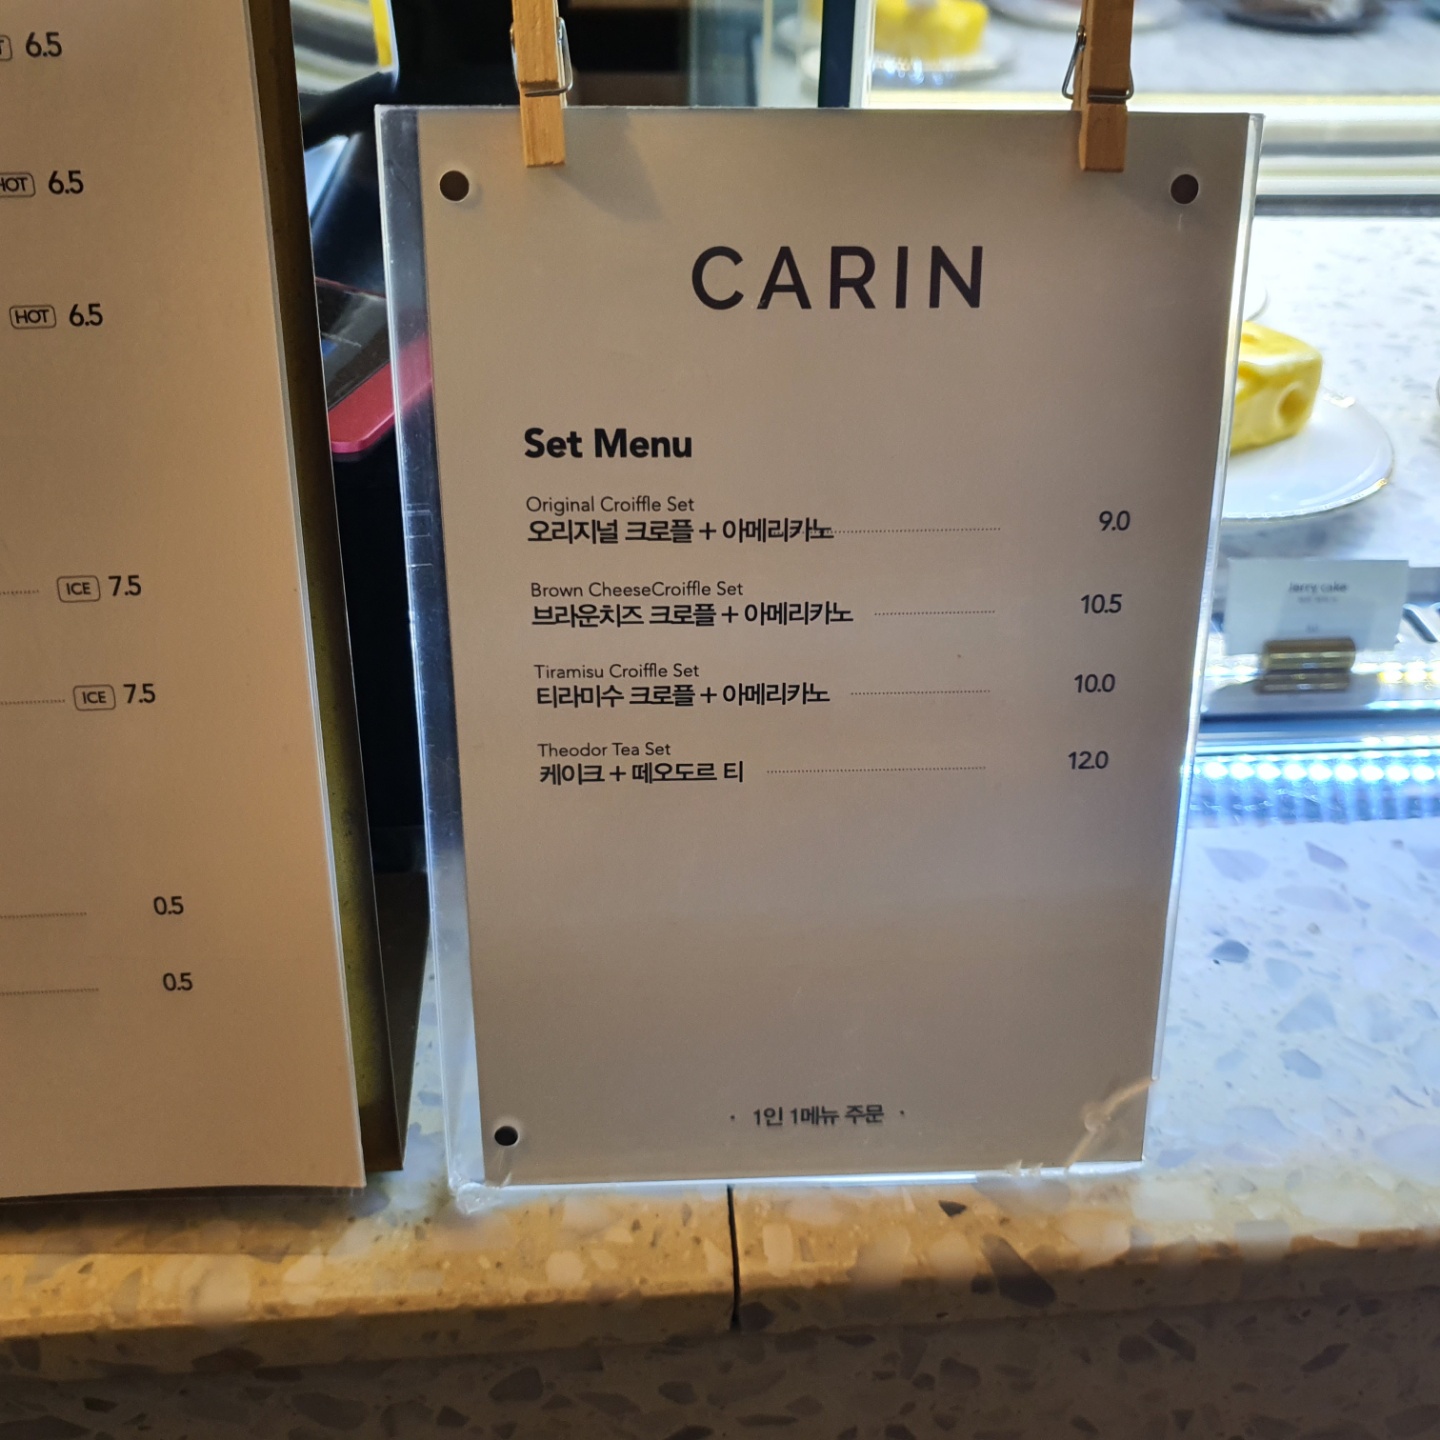 6.5
HOT 6.5
HOT 6.5
ICE 7.5
ICE 7.5
0.5
0.5
CARIN
Set Menu
Original Croiffle Set
오리지널 크로플 + 아메리카노 9.0
Brown CheeseCroiffle Set
브라운치즈 크로플 + 아메리카노 10.5
Tiramisu Croiffle Set
티라미수 크로플 + 아메리카노 10.0
Theodor Tea Set
케이크 + 떼오도르 티 12.0
· 1인 1메뉴 주문 ·
cake